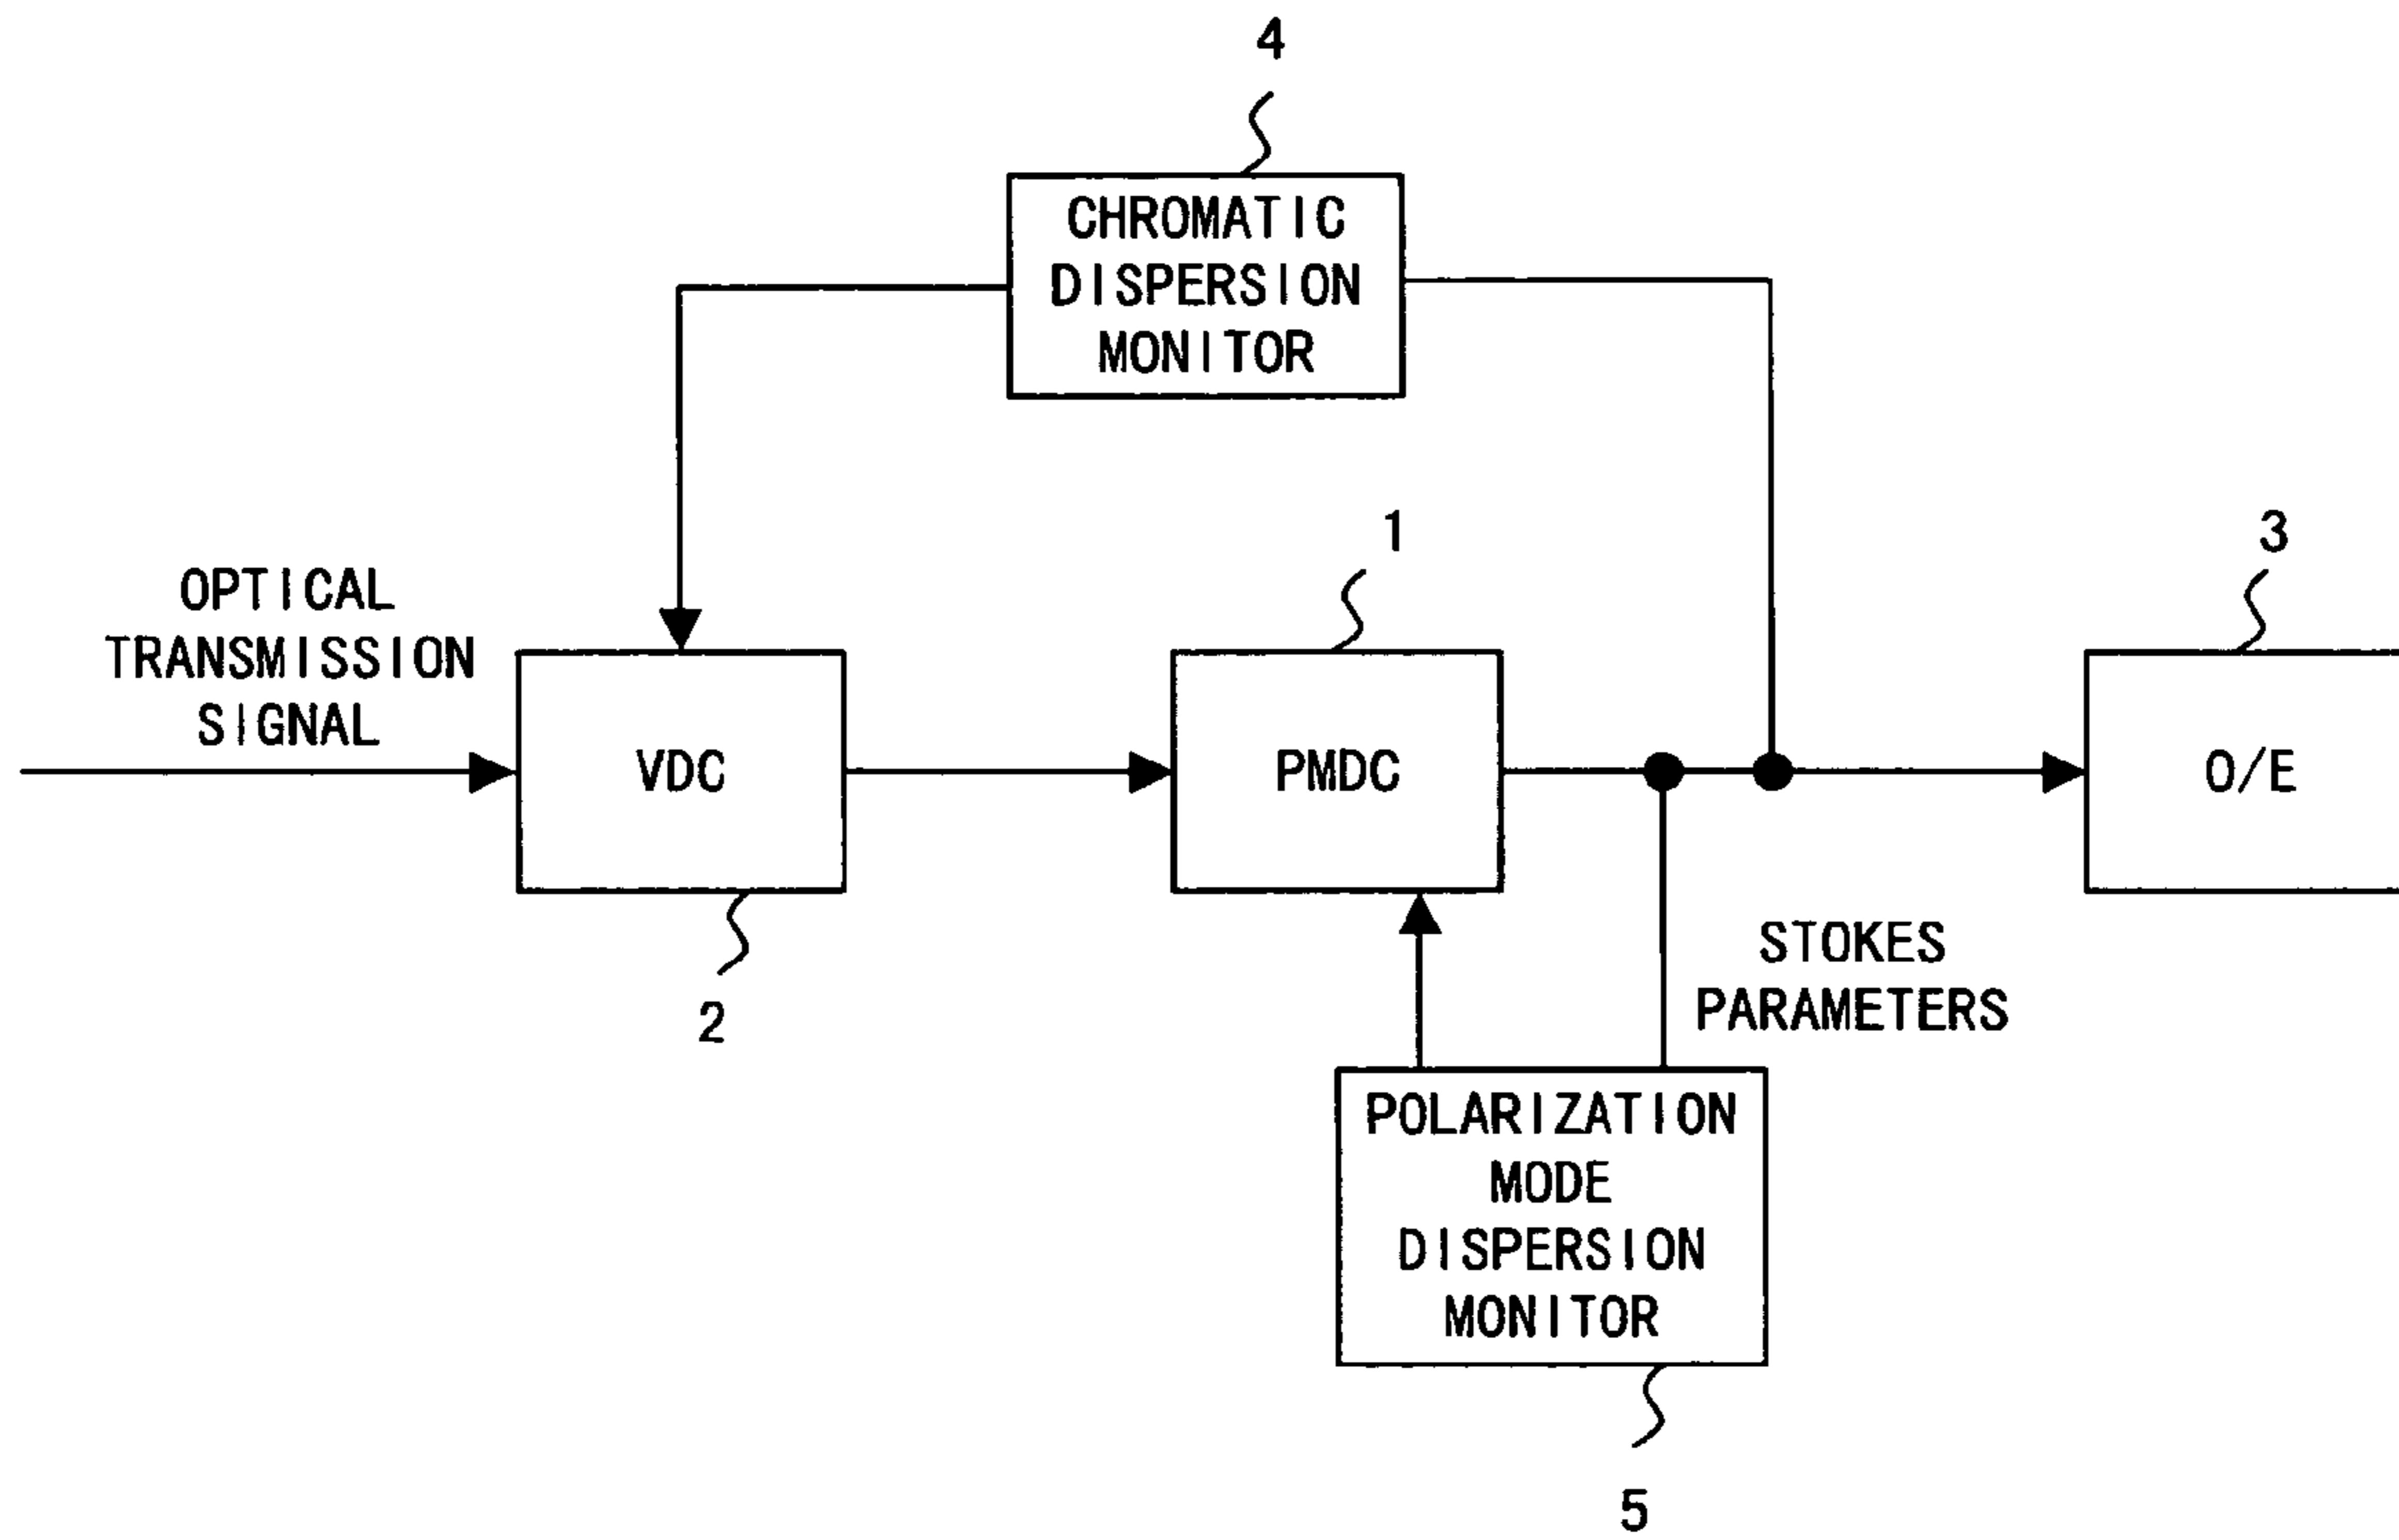 4
CHROMATIC
DISPERSION
MONITOR
1
3
OPTICAL
TRANSMISSION
SIGNAL
VDC
PMDC
O/E
2
STOKES
PARAMETERS
POLARIZATION
MODE
DISPERSION
MONITOR
5